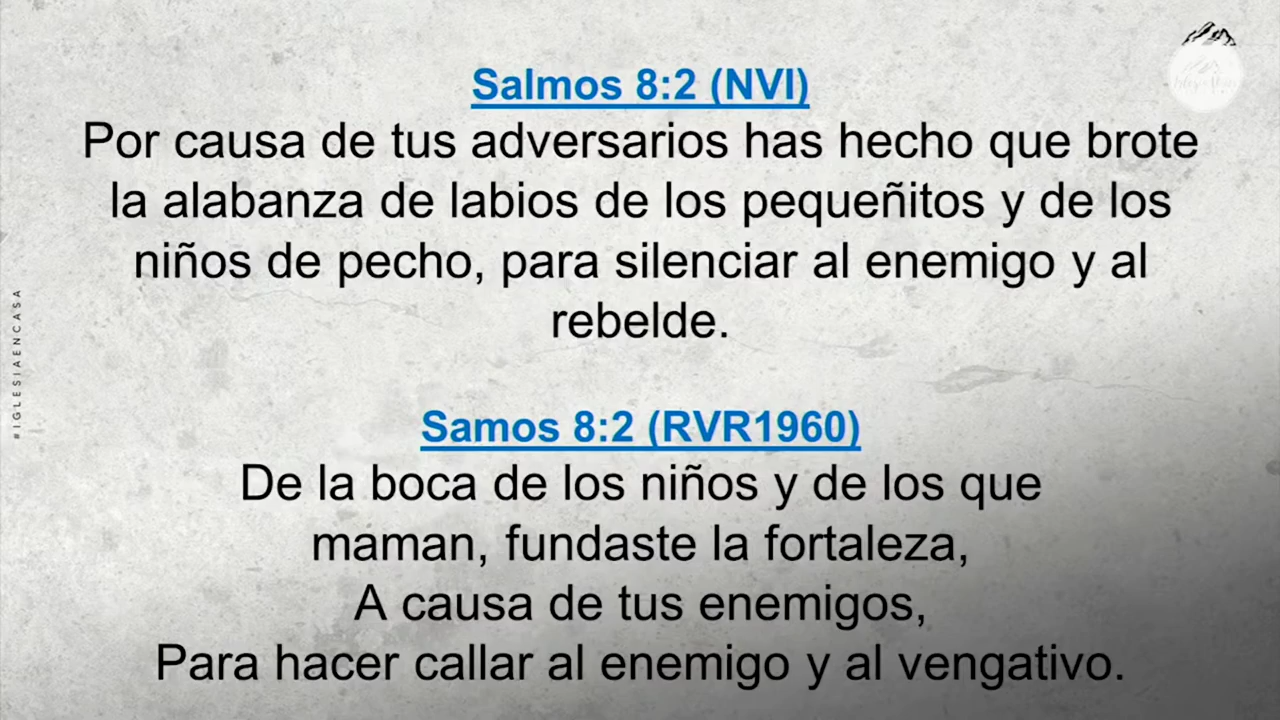 Salmos 8:2 (NVI)
Por causa de tus adversarios has hecho que brote
la alabanza de labios de los pequeñitos y de los
niños de pecho, para silenciar al enemigo y al
rebelde.
Samos 8:2 (RVR1960)
De la boca de los niños y de los que
maman, fundaste la fortaleza,
A causa de tus enemigos,
Para hacer callar al enemigo y al vengativo.
#IGLESIAENCASA